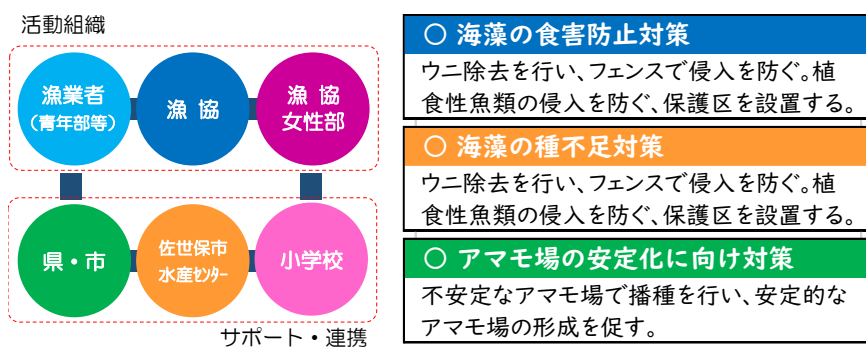 活動組織
漁業者
（青年部等）
漁 協
漁 協
女性部
県・市
佐世保市
水産ｾﾝﾀｰ
小学校
サポート・連携
〇 海藻の食害防止対策
ウニ除去を行い、フェンスで侵入を防ぐ。植
食性魚類の侵入を防ぐ、保護区を設置する。
〇 海藻の種不足対策
ウニ除去を行い、フェンスで侵入を防ぐ。植
食性魚類の侵入を防ぐ、保護区を設置する。
〇 アマモ場の安定化に向け対策
不安定なアマモ場で播種を行い、安定的な
アマモ場の形成を促す。